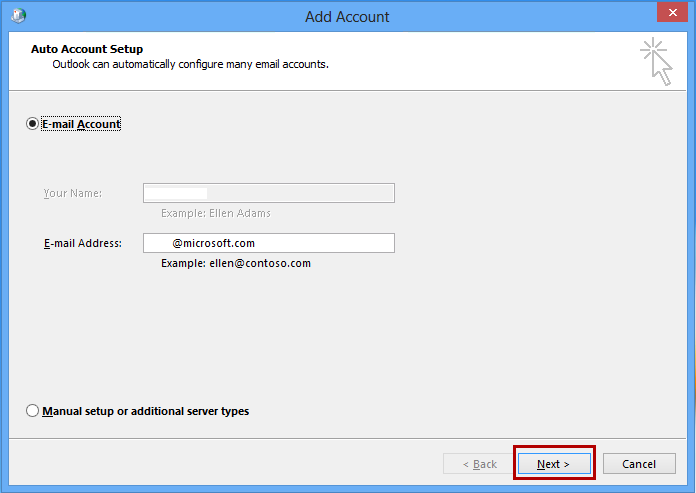 Add Account
Auto Account Setup
Outlook can automatically configure many email accounts.
E-mail Account
Your Name:
Example: Ellen Adams
E-mail Address: @microsoft.com
Example: ellen@contoso.com
Manual setup or additional server types
< Back Next > Cancel